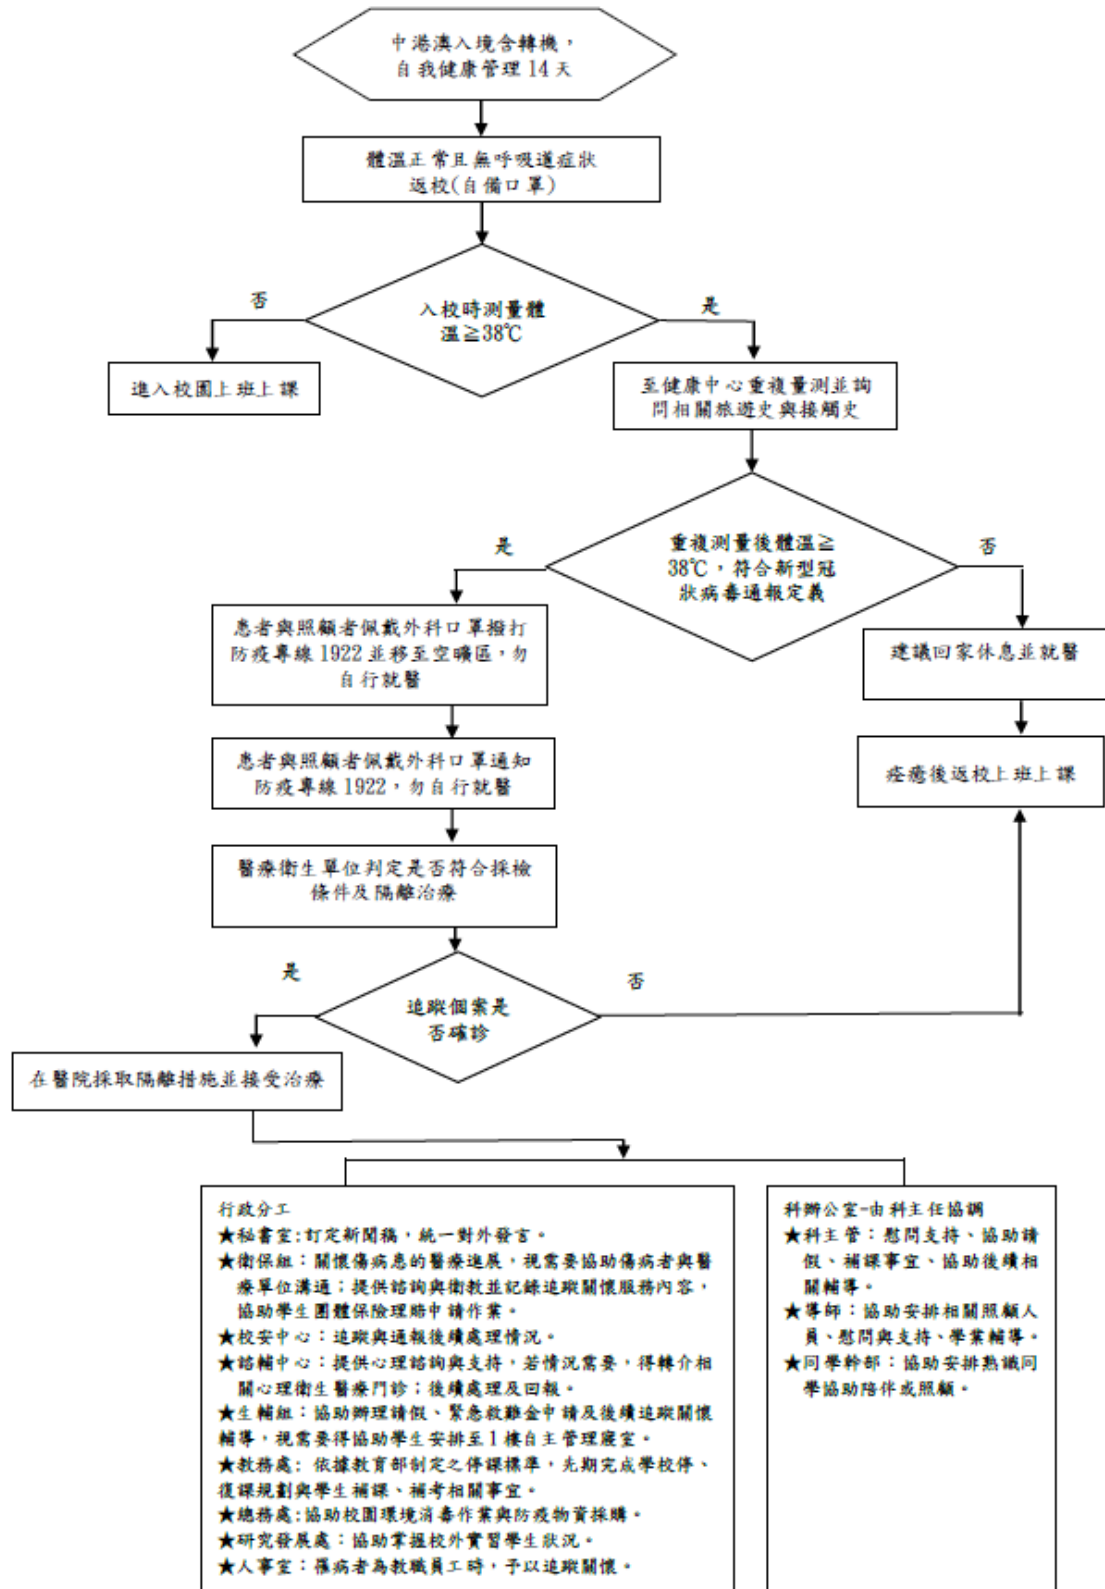 中港澳入境含轉機，
自我健康管理 14 天
體溫正常且無呼吸道症狀
返校(自備口罩)
否
入校時測量體
溫≧38℃
是
進入校園上班上課
至健康中心重複量測並詢
問相關旅遊史與接觸史
是
重複測量後體溫≧
38℃，符合新型冠
狀病毒通報定義
否
患者與照顧者佩戴外科口罩撥打
防疫專線 1922 並移至空曠區，勿
自行就醫
建議回家休息並就醫
患者與照顧者佩戴外科口罩通知
防疫專線 1922，勿自行就醫
痊癒後返校上班上課
醫療衛生單位判定是否符合採檢
條件及隔離治療
是
追蹤個案是
否確診
否
在醫院採取隔離措施並接受治療
行政分工
★秘書室:訂定新聞稿，統一對外發言。
★衛保組：關懷傷病患的醫療進展，視需要協助傷病者與醫
療單位溝通；提供諮詢與衛教並記錄追蹤關懷服務內容，
協助學生團體保險理賠申請作業。
★校安中心：追蹤與通報後續處理情況。
★諮輔中心：提供心理諮詢與支持，若情況需要，得轉介相
關心理衛生醫療門診；後續處理及回報。
★生輔組：協助辦理請假、緊急救難金申請及後續追蹤關懷
輔導，視需要得協助學生安排至 1 樓自主管理寢室。
★教務處: 依據教育部制定之停課標準，先期完成學校停、
復課規劃與學生補課、補考相關事宜。
★總務處:協助校園環境消毒作業與防疫物資採購。
★研究發展處：協助掌握校外實習學生狀況。
★人事室：罹病者為教職員工時，予以追蹤關懷。
科辦公室-由科主任協調
★科主管：慰問支持、協助請
假、補課事宜、協助後續相
關輔導。
★導師：協助安排相關照顧人
員、慰問與支持、學業輔導。
★同學幹部：協助安排熟識同
學協助陪伴或照顧。